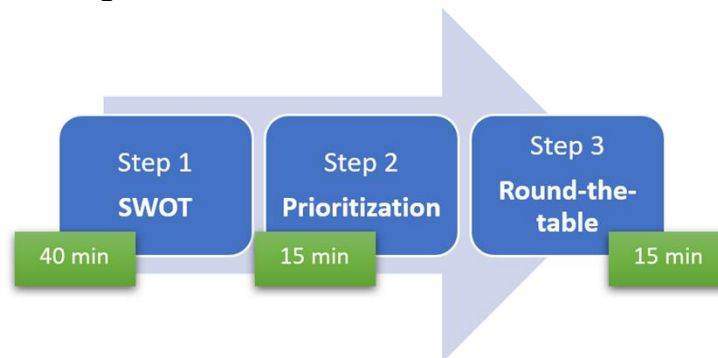 Step 1
SWOT
40 min
Step 2
Prioritization
15 min
Step 3
Round-the-
table
15 min